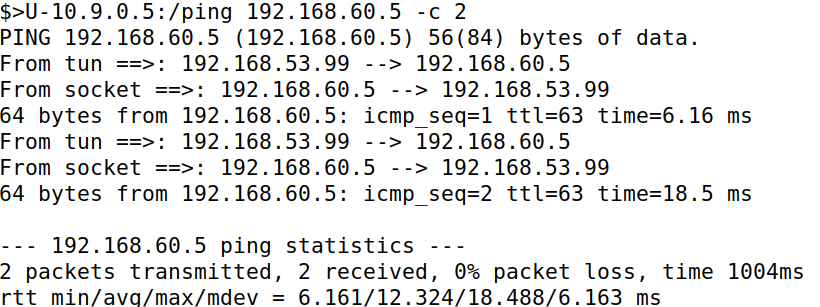 $>U-10.9.0.5:/ping 192.168.60.5 -c 2
PING 192.168.60.5 (192.168.60.5) 56(84) bytes of data.
From tun ==>: 192.168.53.99 --> 192.168.60.5
From socket ==>: 192.168.60.5 --> 192.168.53.99
64 bytes from 192.168.60.5: icmp_seq=1 ttl=63 time=6.16 ms
From tun ==>: 192.168.53.99 --> 192.168.60.5
From socket ==>: 192.168.60.5 --> 192.168.53.99
64 bytes from 192.168.60.5: icmp_seq=2 ttl=63 time=18.5 ms
--- 192.168.60.5 ping statistics ---
2 packets transmitted, 2 received, 0% packet loss, time 1004ms
rtt min/avg/max/mdev = 6.161/12.324/18.488/6.163 ms